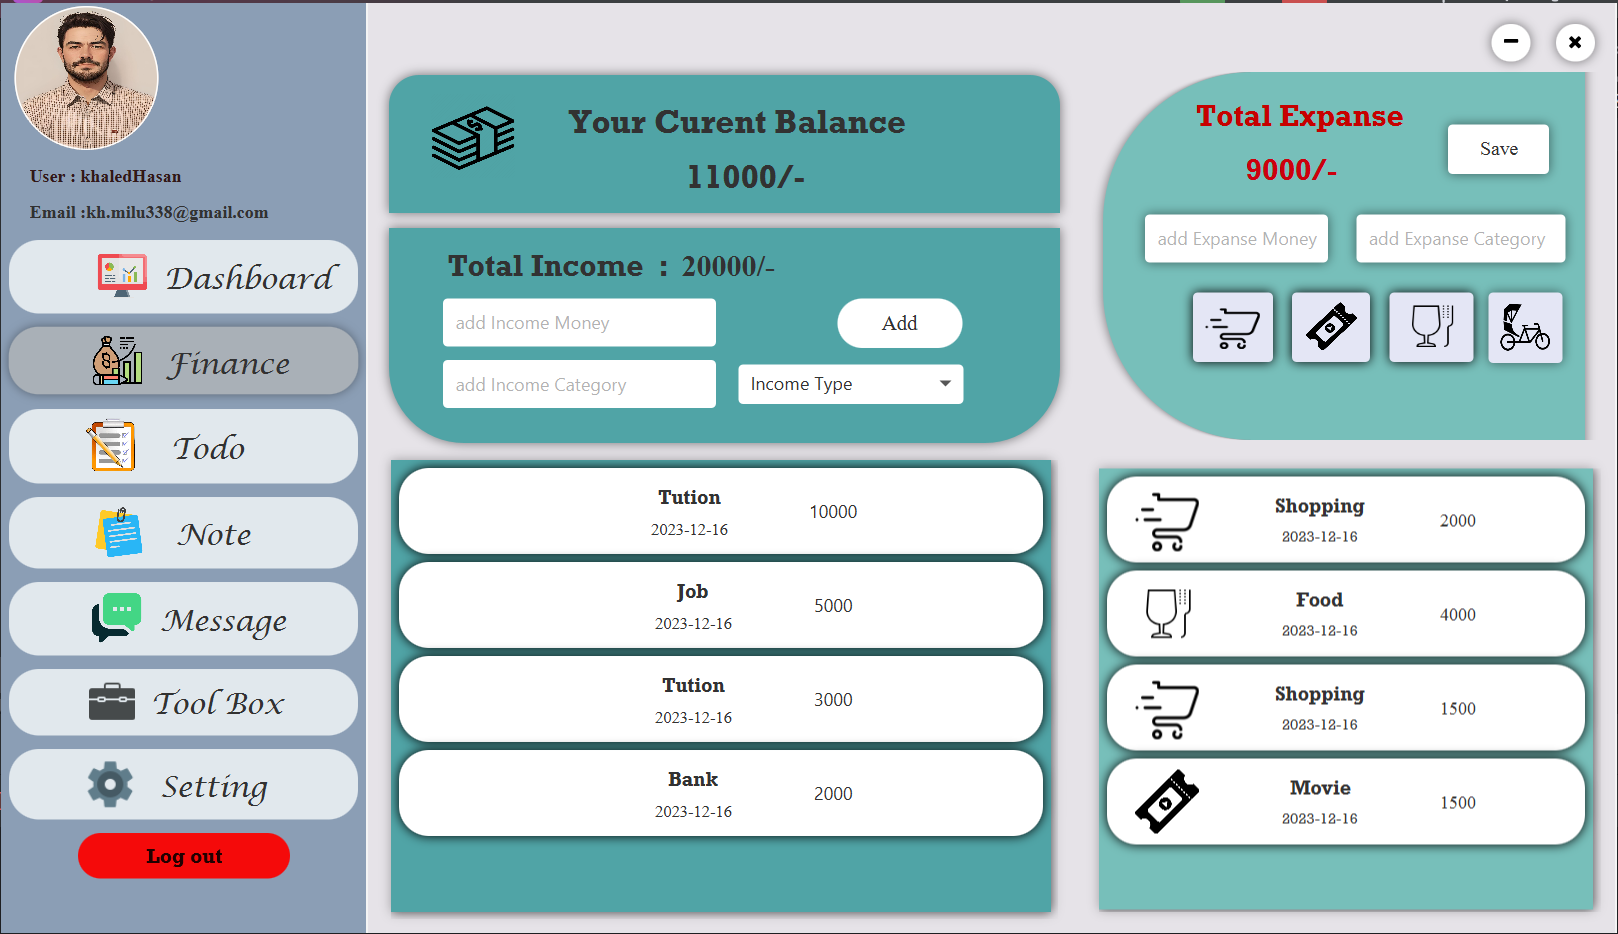 User : khaledHasan
Email :kh.milu338@gmail.com
Dashboard
Finance
Todo
Note
Message
Tool Box
Setting
Log out
Your Curent Balance
11000/-
Total Income : 20000/-
add Income Money
Add
add Income Category
Income Type
Tution
2023-12-16
10000
Job
2023-12-16
5000
Tution
2023-12-16
3000
Bank
2023-12-16
2000
Total Expanse
9000/-
Save
add Expanse Money
add Expanse Category
Shopping
2023-12-16
2000
Food
2023-12-16
4000
Shopping
2023-12-16
1500
Movie
2023-12-16
1500